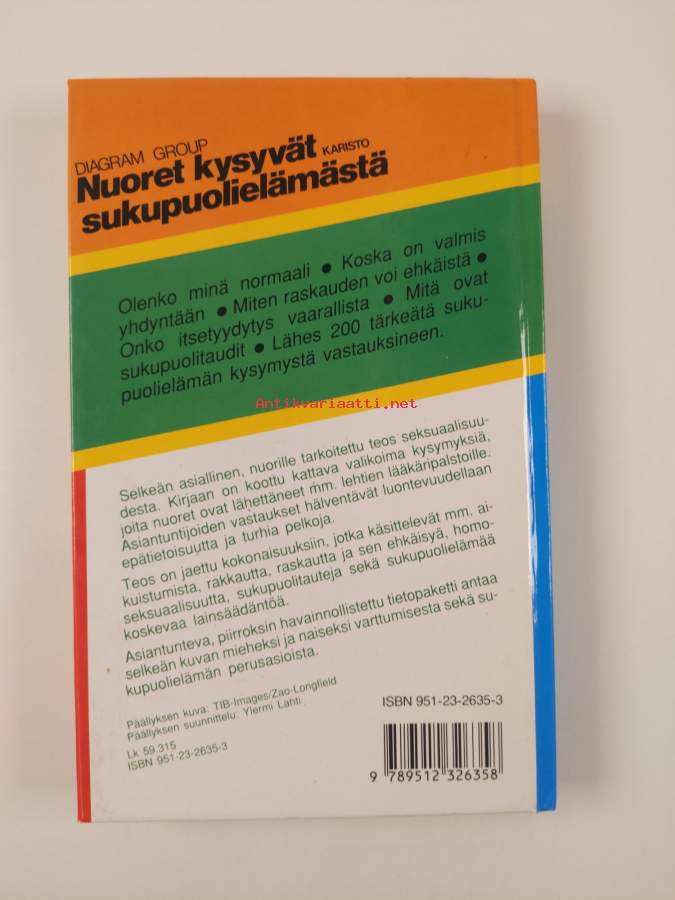 DIAGRAM GROUP
Nuoret kysyvät KARISTO
sukupuolielämästä
Olenko minä normaali ● Koska on valmis
yhdyntään ● Miten raskauden voi ehkäistä ●
Onko itsetyydytys vaarallista ● Mitä ovat
sukupuolitaudit ● Lähes 200 tärkeätä suku-
puolielämän kysymystä vastauksineen.
Antikvariaatti.net
Selkeän asiallinen, nuorille tarkoitettu teos seksuaalisuu-
desta. Kirjaan on koottu kattava valikoima kysymyksiä,
joita nuoret ovat lähettäneet mm. lehtien lääkäripalstoille.
Asiantuntijoiden vastaukset hälventävät luontevuudellaan
epätietoisuutta ja turhia pelkoja.
Teos on jaettu kokonaisuuksiin, jotka käsittelevät mm. ai-
kuistumista, rakkautta, raskautta ja sen ehkäisyä, homo-
seksuaalisuutta, sukupuolitauteja sekä sukupuolielämää
koskevaa lainsäädäntöä.
Asiantunteva, piirroksin havainnollistettu tietopaketti antaa
selkeän kuvan mieheksi ja naiseksi varttumisesta sekä su-
kupuolielämän perusasioista.
Päällyksen kuva: TIB-Images/Zao-Longfield
Päällyksen suunnittelu: Ylermi Lahti
Lk 59.315
ISBN 951-23-2635-3
ISBN 951-23-2635-3
9 789512 326358